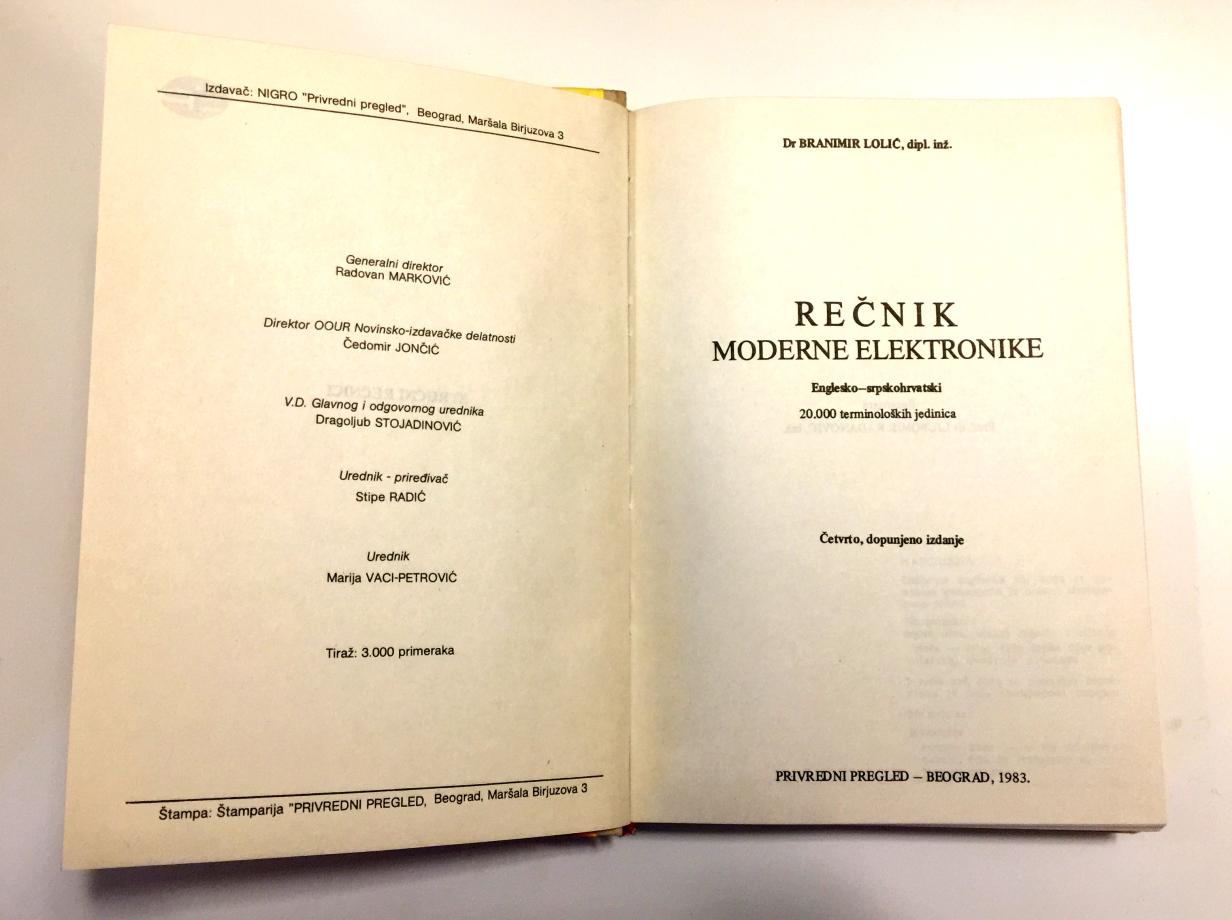 Izdavač: NIGRO "Privredni pregled", Beograd, Maršala Birjuzova 3
Generalni direktor
Radovan MARKOVIĆ
Direktor OOUR Novinsko-izdavačke delatnosti
Čedomir JONČIĆ
V.D. Glavnog i odgovornog urednika
Dragoljub STOJADINOVIĆ
Urednik - priređivač
Stipe RADIĆ
Urednik
Marija VACI-PETROVIĆ
Tiraž: 3.000 primeraka
Štampa: Štamparija "PRIVREDNI PREGLED, Beograd, Maršala Birjuzova 3
Dr BRANIMIR LOLIĆ, dipl. inž.
REČNIK
MODERNE ELEKTRONIKE
Englesko–srpskohrvatski
20.000 terminoloških jedinica
Četvrto, dopunjeno izdanje
PRIVREDNI PREGLED – BEOGRAD, 1983.